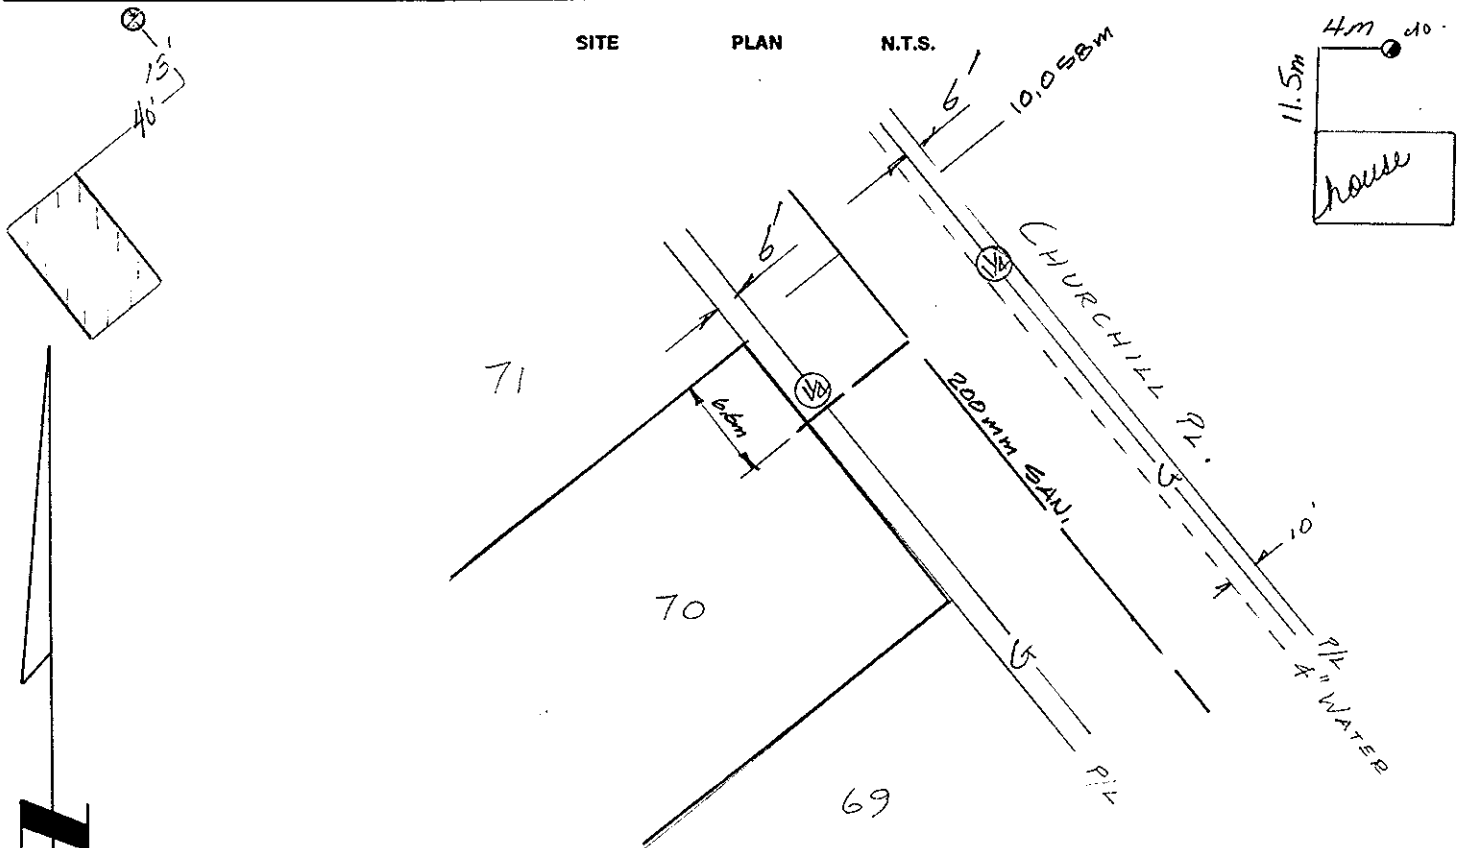 SITE PLAN N.T.S.
15'
40'
4m
11.5m
house
6'
10.058m
6'
CHURCHILL PL.
71
6.6m
200mm SAN.
G
10'
70
G
P/L
4" WATER
P/L
69